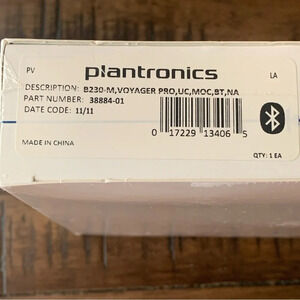 PV
plantronics
LA
DESCRIPTION: B230-M,VOYAGER PRO,UC,MOC,BT,NA
PART NUMBER: 38884-01
DATE CODE: 11/11
0 17229 13406 5
MADE IN CHINA
QTY: 1 EA